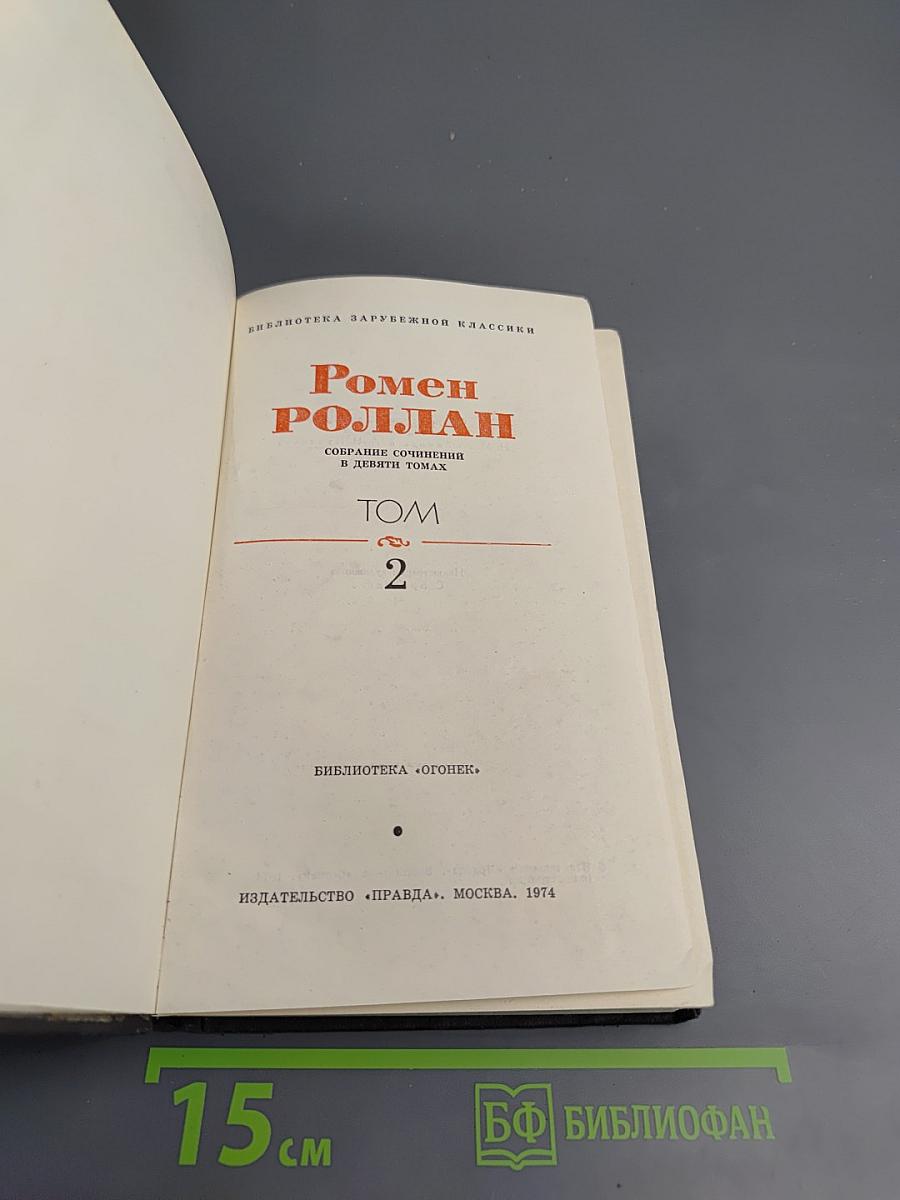 БИБЛИОТЕКА ЗАРУБЕЖНОЙ КЛАССИКИ
Ромен
РОЛЛАН
СОБРАНИЕ СОЧИНЕНИЙ
В ДЕВЯТИ ТОМАХ
ТОМ
2
БИБЛИОТЕКА «ОГОНЕК»
ИЗДАТЕЛЬСТВО «ПРАВДА». МОСКВА. 1974
15 см
БФ БИБЛИОФАН